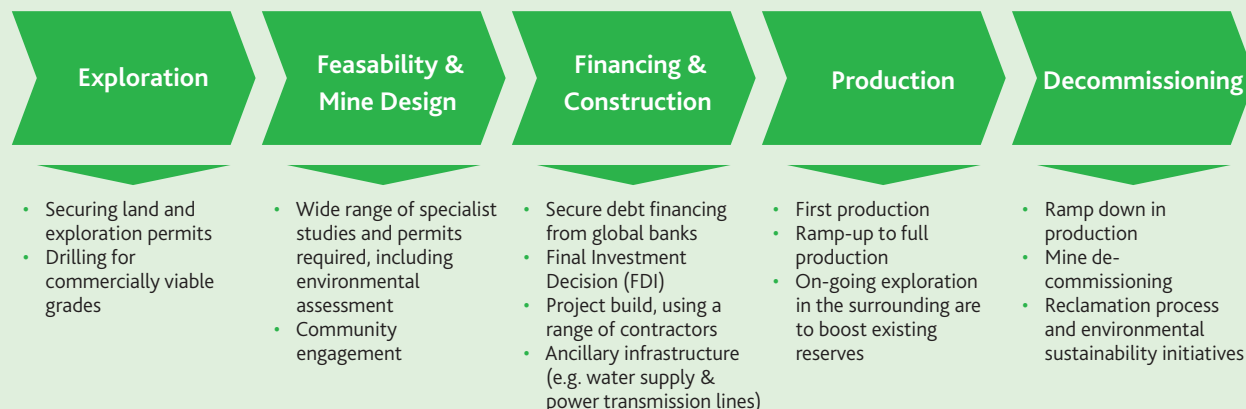 Exploration
Feasability &
Mine Design
Financing &
Construction
Production
Decommissioning
• Securing land and
exploration permits
• Drilling for
commercially viable
grades
• Wide range of specialist
studies and permits
required, including
environmental
assessment
• Community
engagement
• Secure debt financing
from global banks
• Final Investment
Decision (FDI)
• Project build, using a
range of contractors
• Ancillary infrastructure
(e.g. water supply &
power transmission lines)
• First production
• Ramp-up to full
production
• On-going exploration
in the surrounding are
to boost existing
reserves
• Ramp down in
production
• Mine de-
commissioning
• Reclamation process
and environmental
sustainability initiatives